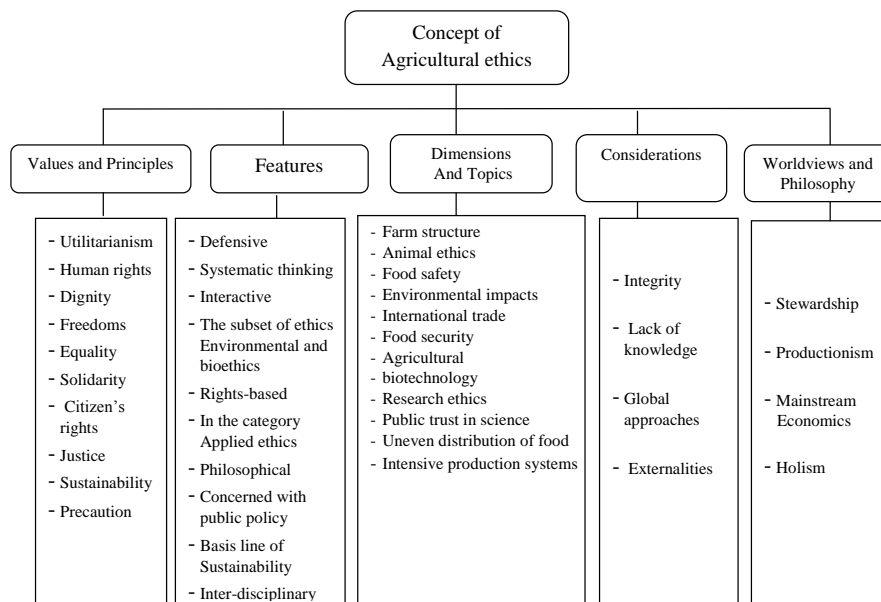 Concept of
Agricultural ethics
Values and Principles
- Utilitarianism
- Human rights
- Dignity
- Freedoms
- Equality
- Solidarity
- Citizen's
rights
- Justice
- Sustainability
- Precaution
Features
- Defensive
- Systematic thinking
- Interactive
- The subset of ethics
Environmental and
bioethics
- Rights-based
- In the category
Applied ethics
- Philosophical
- Concerned with
public policy
- Basis line of
Sustainability
- Inter-disciplinary
Dimensions
And Topics
- Farm structure
- Animal ethics
- Food safety
- Environmental impacts
- International trade
- Food security
- Agricultural
- biotechnology
- Research ethics
- Public trust in science
- Uneven distribution of food
- Intensive production systems
Considerations
- Integrity
- Lack of
knowledge
- Global
approaches
- Externalities
Worldviews and
Philosophy
- Stewardship
- Productionism
- Mainstream
Economics
- Holism